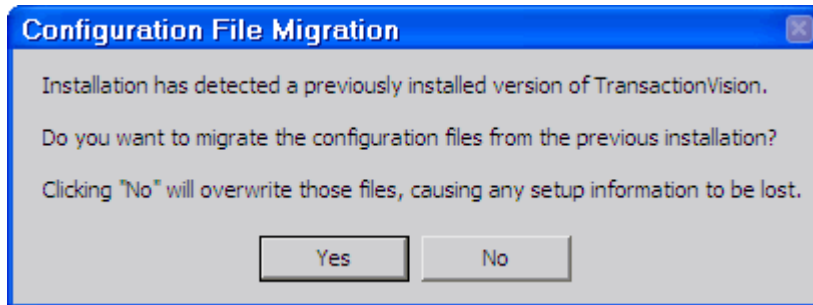 Configuration File Migration
Installation has detected a previously installed version of TransactionVision.
Do you want to migrate the configuration files from the previous installation?
Clicking "No" will overwrite those files, causing any setup information to be lost.
Yes No